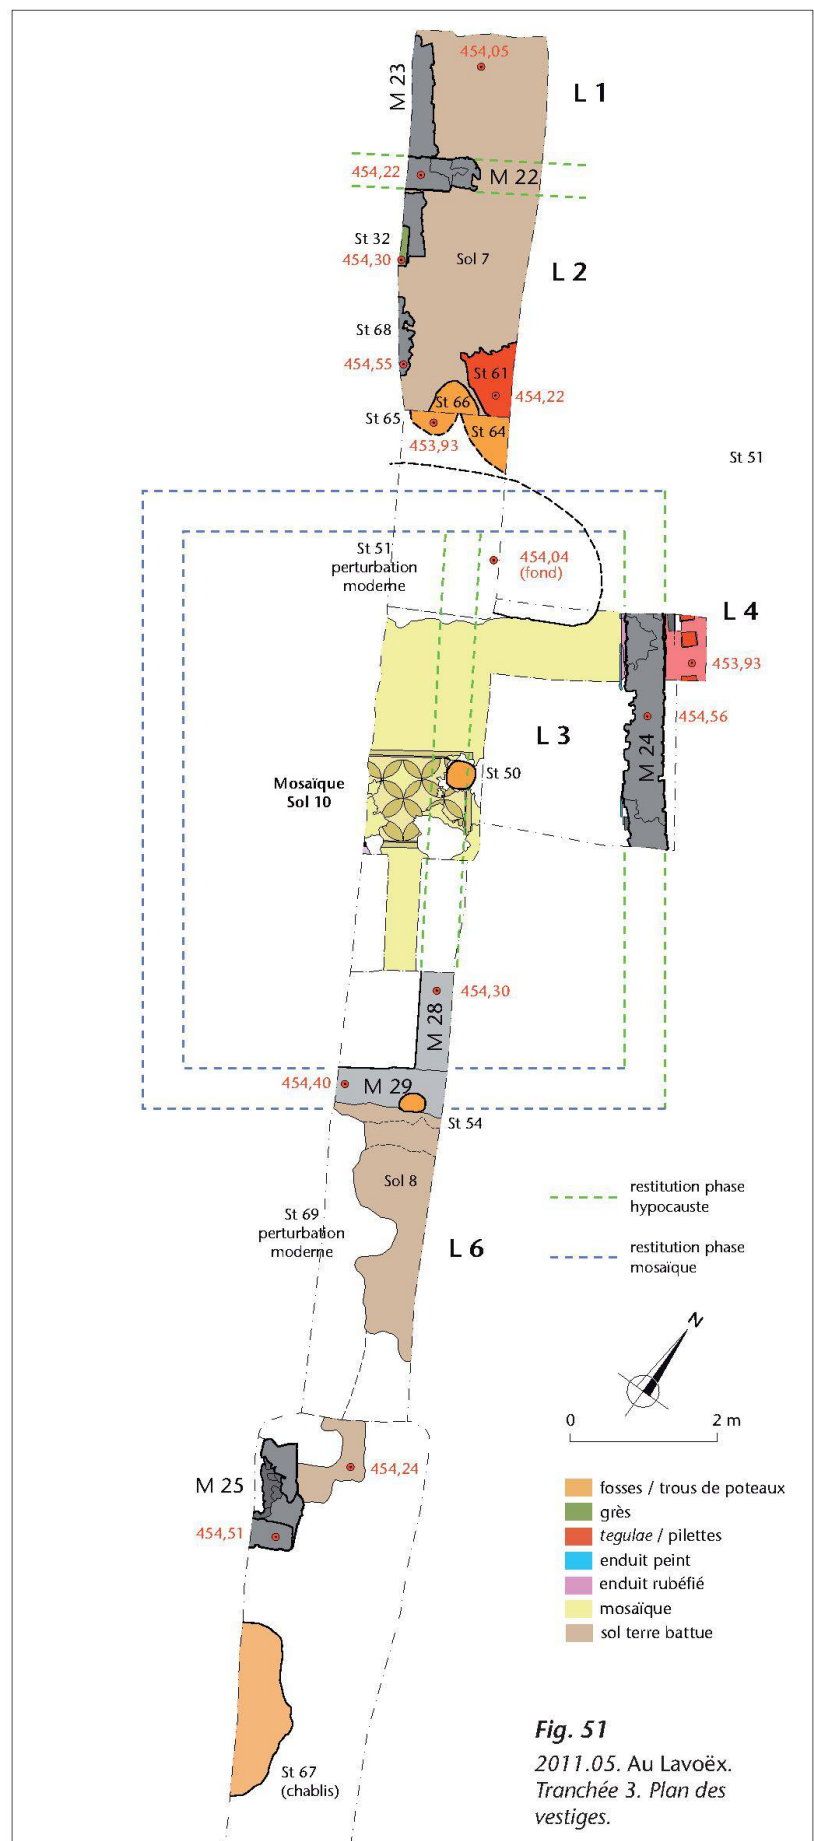 454,05
M 23
L 1
454,22
M 22
St 32
454,30
Sol 7
L 2
St 68
454,55
St 61
454,22
St 66
St 65
St 64
453,93
St 51
St 51
perturbation
moderne
454,04
(fond)
L 4
453,93
454,56
L 3
M 24
St 50
Mosaïque
Sol 10
454,30
M 28
454,40
M 29
St 54
Sol 8
St 69
perturbation
moderne
L 6
restitution phase
hypocauste
restitution phase
mosaïque
N
0 2 m
454,24
M 25
454,51
fosses / trous de poteaux
grès
tegulae / pilettes
enduit peint
enduit rubéfié
mosaïque
sol terre battue
St 67
(chablis)
Fig. 51
2011.05. Au Lavoëx.
Tranchée 3. Plan des
vestiges.